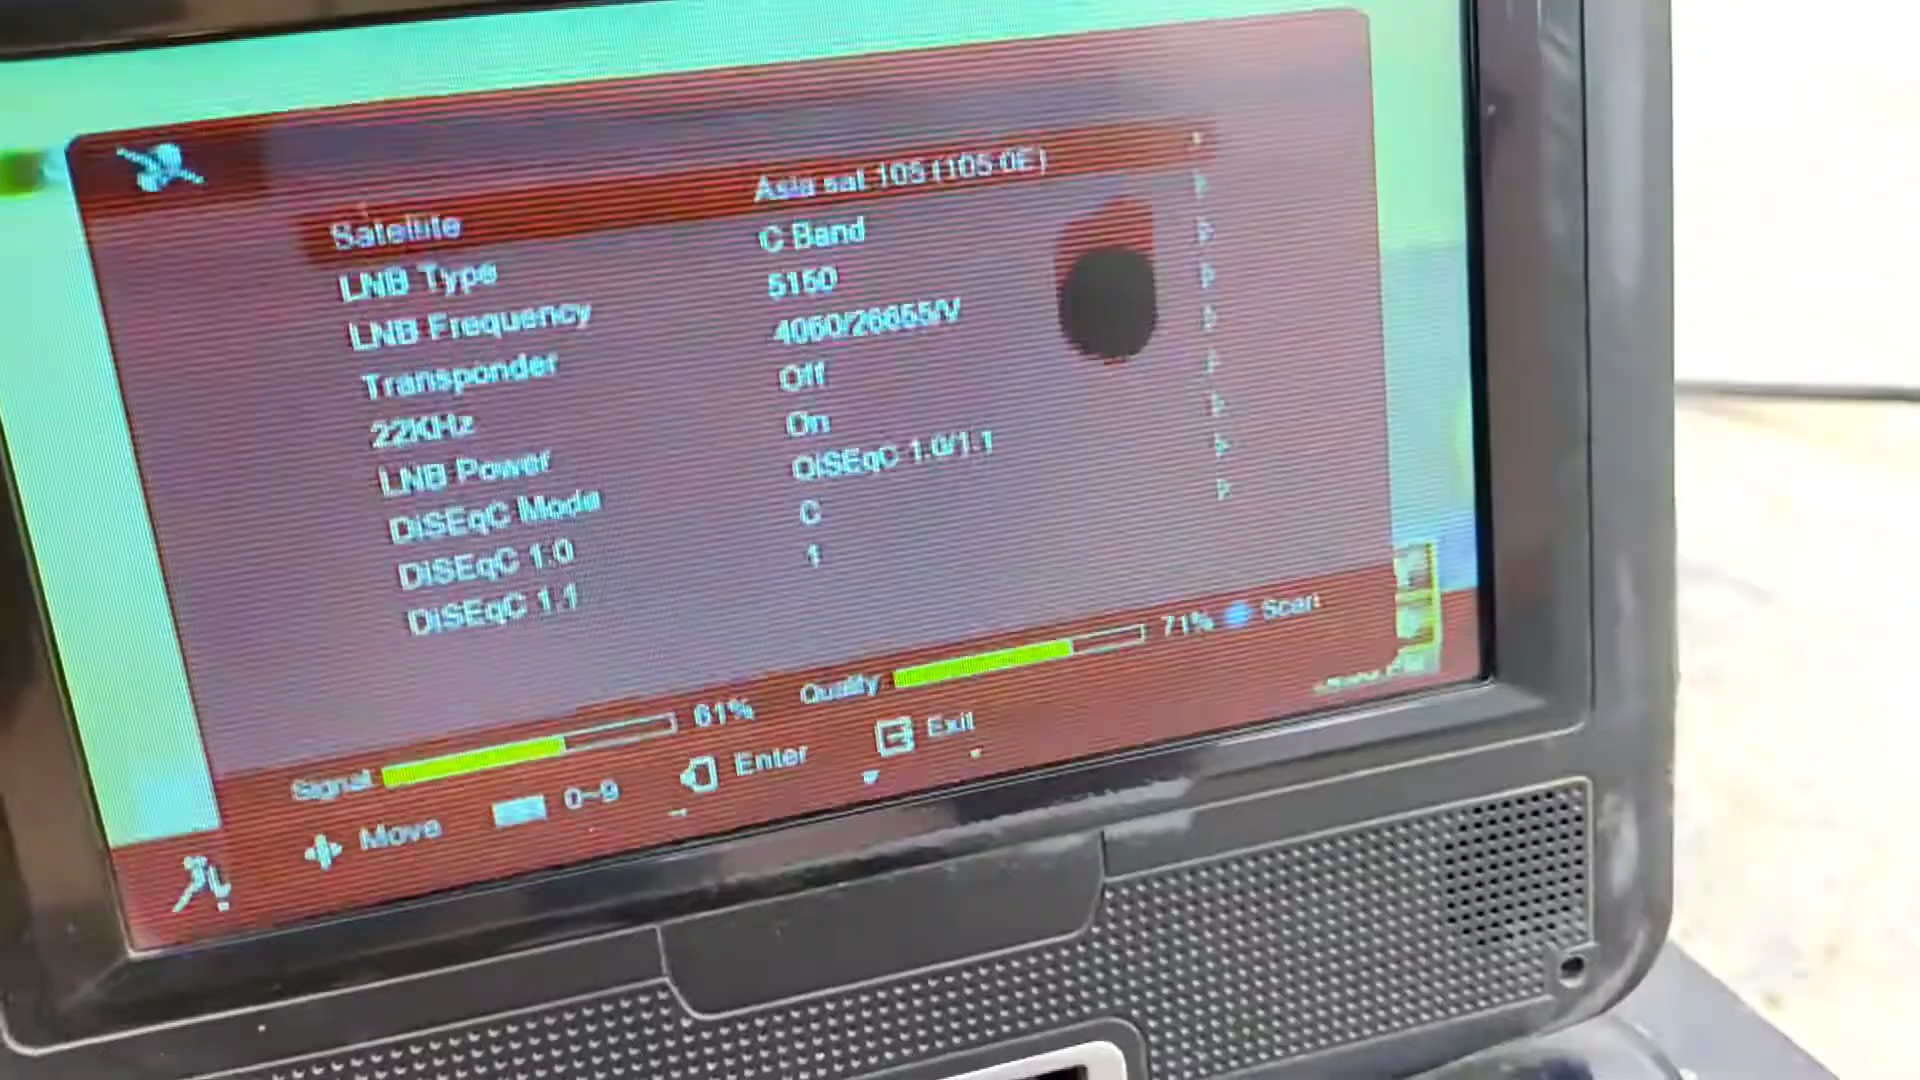 Satellite Asia sat 105 (105.0E)
LNB Type C Band
LNB Frequency 5150
Transponder 4060/26655/V
22KHz Off
LNB Power On
DiSEqC Mode DiSEqC 1.0/1.1
DiSEqC 1.0 C
DiSEqC 1.1 1
Signal 61% Quality 71% Scan
Move 0~9 Enter Exit